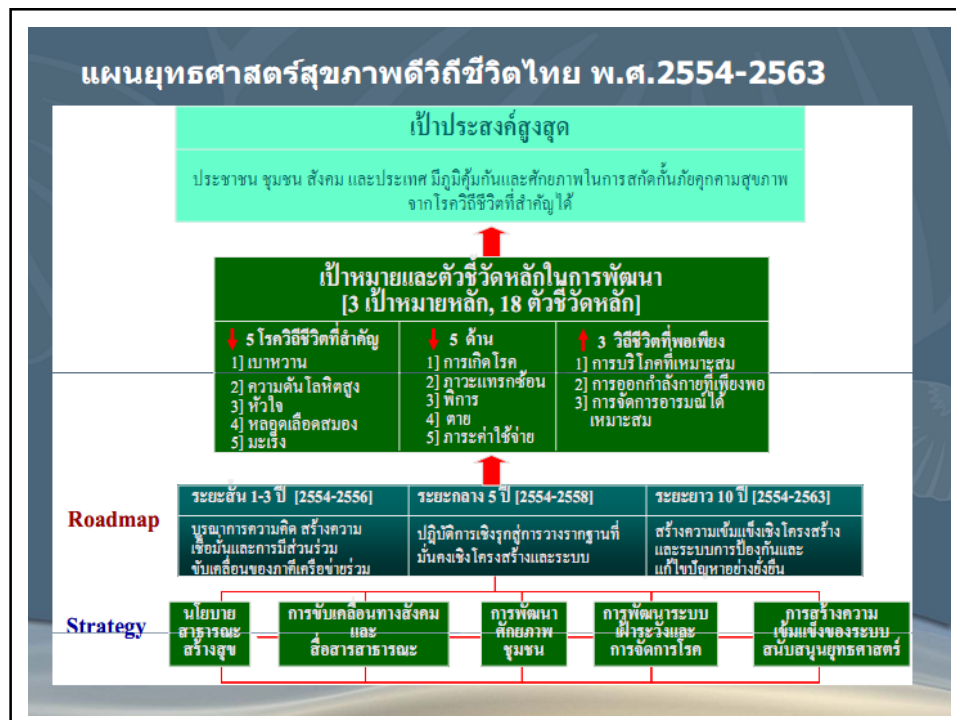 แผนยุทธศาสตร์สุขภาพดีวิถีชีวิตไทย พ.ศ.2554-2563
เป้าประสงค์สูงสุด
ประชาชน ชุมชน สังคม และประเทศ มีภูมิคุ้มกันและศักยภาพในการสกัดกั้นภัยคุกคามสุขภาพ
จากโรควิถีชีวิตที่สำคัญได้
เป้าหมายและตัวชี้วัดหลักในการพัฒนา
[3 เป้าหมายหลัก, 18 ตัวชี้วัดหลัก]
5 โรควิถีชีวิตที่สำคัญ
1] เบาหวาน
2] ความดันโลหิตสูง
3] หัวใจ
4] หลอดเลือดสมอง
5] มะเร็ง
5 ด้าน
1] การเกิดโรค
2] ภาวะแทรกซ้อน
3] พิการ
4] ตาย
5] ภาระค่าใช้จ่าย
3 วิถีชีวิตที่พอเพียง
1] การบริโภคที่เหมาะสม
2] การออกกำลังกายที่เพียงพอ
3] การจัดการอารมณ์ได้
เหมาะสม
Roadmap
ระยะสั้น 1-3 ปี [2554-2556]
บูรณาการความคิด สร้างความ
เชื่อมั่นและการมีส่วนร่วม
ขับเคลื่อนของภาคีเครือข่ายร่วม
ระยะกลาง 5 ปี [2554-2558]
ปฏิบัติการเชิงรุกสู่การวางรากฐานที่
มั่นคงเชิงโครงสร้างและระบบ
ระยะยาว 10 ปี [2554-2563]
สร้างความเข้มแข็งเชิงโครงสร้าง
และระบบการป้องกันและ
แก้ไขปัญหาอย่างยั่งยืน
Strategy
นโยบาย
สาธารณะ
สร้างสุข
การขับเคลื่อนทางสังคม
และ
สื่อสารสาธารณะ
การพัฒนา
ศักยภาพ
ชุมชน
การพัฒนาระบบ
เฝ้าระวังและ
การจัดการโรค
การสร้างความ
เข้มแข็งของระบบ
สนับสนุนยุทธศาสตร์